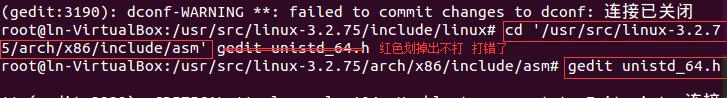 (gedit:3190): dconf-WARNING **: failed to commit changes to dconf: 连接已关闭
root@ln-VirtualBox:/usr/src/linux-3.2.75/include/linux# cd '/usr/src/linux-3.2.7
5/arch/x86/include/asm' gedit unistd_64.h 红色划掉出不打 打错了
root@ln-VirtualBox:/usr/src/linux-3.2.75/arch/x86/include/asm# gedit unistd_64.h